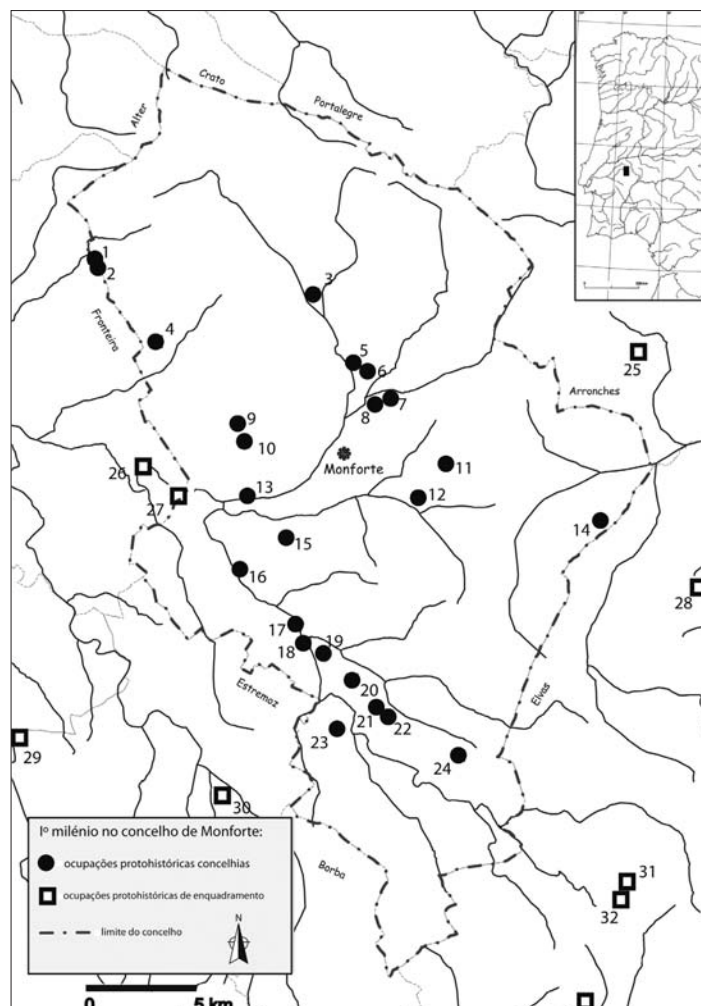 Crato
Alter
Portalegre
1
2
3
Fronteira
4
5
6
7
8
25
Arronches
9
10
Monforte
11
26
12
13
27
14
15
16
28
17
18
19
Estremoz
20
Elvas
21
22
23
24
29
30
Iº milénio no concelho de Monforte:
ocupações protohistóricas concelhias
ocupações protohistóricas de enquadramento
limite do concelho
N
Borba
31
32
0 5 km